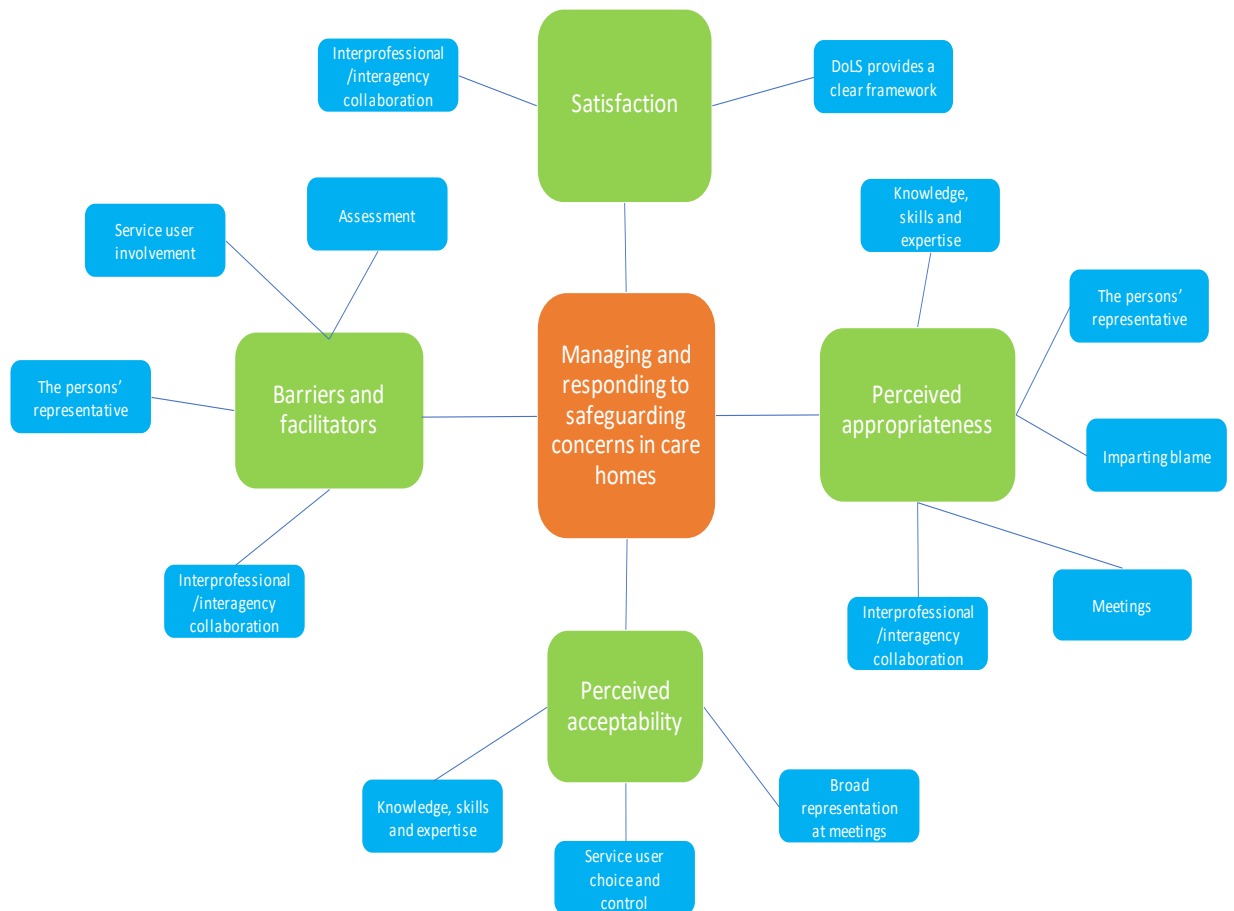 Interprofessional
/interagency
collaboration
Satisfaction
DoLS provides a
clear framework
Knowledge,
skills and
expertise
Assessment
Service user
involvement
The persons'
representative
Managing and
responding to
safeguarding
concerns in care
homes
Barriers and
facilitators
Perceived
appropriateness
The persons'
representative
Imparting blame
Interprofessional
/interagency
collaboration
Meetings
Interprofessional
/interagency
collaboration
Perceived
acceptability
Knowledge, skills
and expertise
Broad
representation
at meetings
Service user
choice and
control